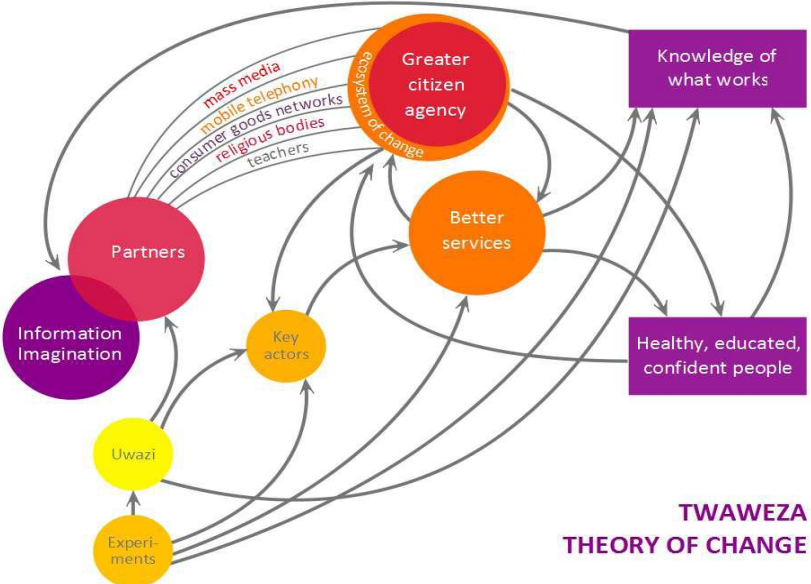 Greater
citizen
agency
ecosystem of change
Knowledge of
what works
mass media
mobile telephony
consumer goods networks
religious bodies
teachers
Partners
Better
services
Information
Imagination
Key
actors
Healthy, educated,
confident people
Uwazi
Experi-
ments
TWAWEZA
THEORY OF CHANGE